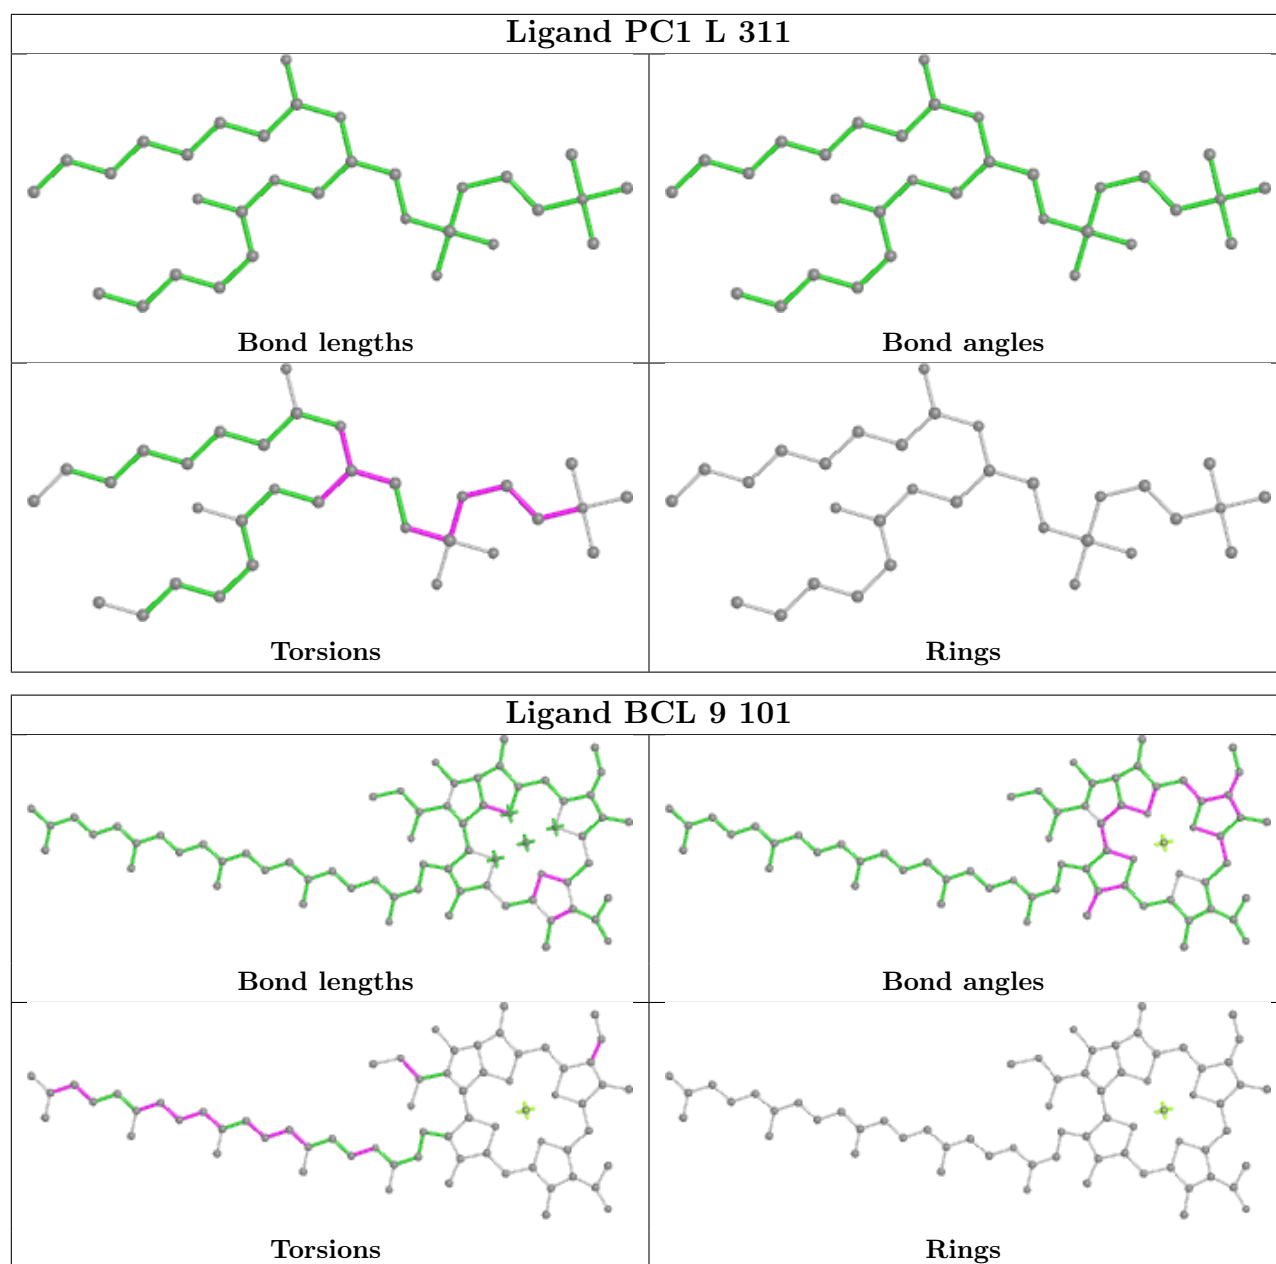 Ligand PC1 L 311
Bond lengths
Bond angles
Torsions
Rings
Ligand BCL 9 101
Bond lengths
Bond angles
Torsions
Rings